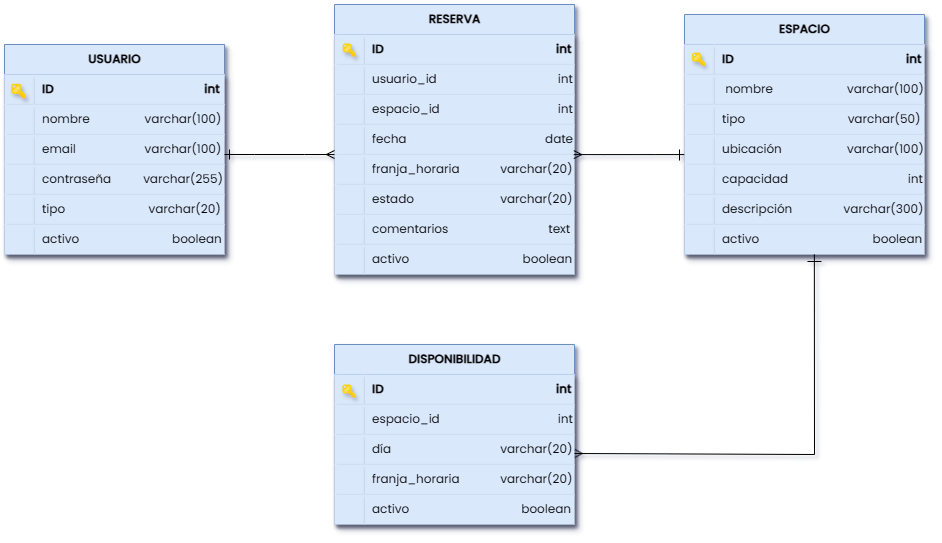 USUARIO
ID int
nombre varchar(100)
email varchar(100)
contraseña varchar(255)
tipo varchar(20)
activo boolean
RESERVA
ID int
usuario_id int
espacio_id int
fecha date
franja_horaria varchar(20)
estado varchar(20)
comentarios text
activo boolean
ESPACIO
ID int
nombre varchar(100)
tipo varchar(50)
ubicación varchar(100)
capacidad int
descripción varchar(300)
activo boolean
DISPONIBILIDAD
ID int
espacio_id int
día varchar(20)
franja_horaria varchar(20)
activo boolean